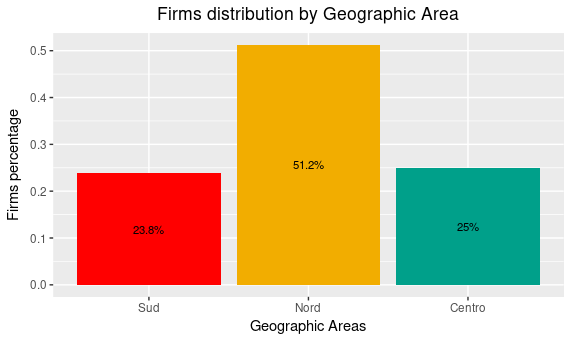 Firms distribution by Geographic Area
Firms percentage
0.5
0.4
0.3
0.2
0.1
0.0
23.8%
51.2%
25%
Sud
Nord
Centro
Geographic Areas